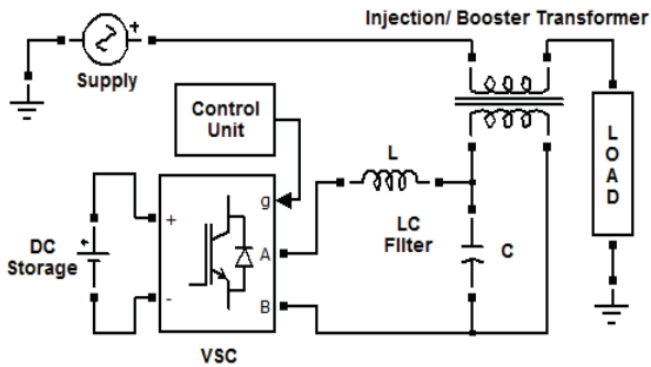 Injection/ Booster Transformer
+
Supply
Control
Unit
L
O
A
D
L
g
LC
Filter
+
A
C
DC
Storage
+
-
B
VSC